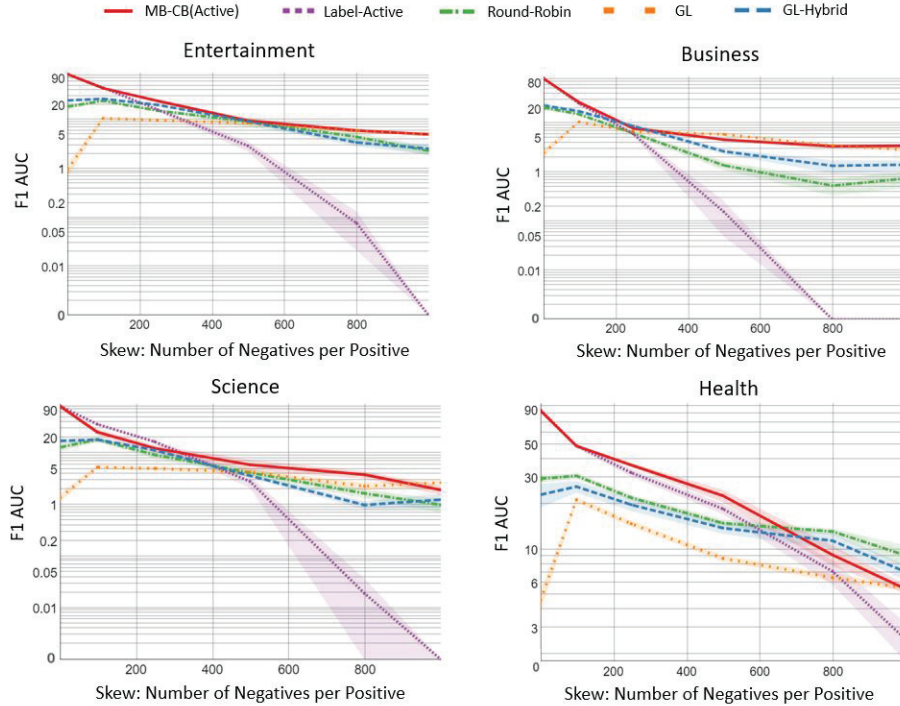 MB-CB(Active) Label-Active Round-Robin GL GL-Hybrid
Entertainment
90
20
5
1
0.2
0.05
0.01
0
F1 AUC
200 400 600 800
Skew: Number of Negatives per Positive
Business
80
20
5
1
0.2
0.05
0.01
0
F1 AUC
200 400 600 800
Skew: Number of Negatives per Positive
Science
90
20
5
1
0.2
0.05
0.01
0
F1 AUC
200 400 600 800
Skew: Number of Negatives per Positive
Health
90
50
30
10
6
3
0
F1 AUC
0 200 400 600 800
Skew: Number of Negatives per Positive